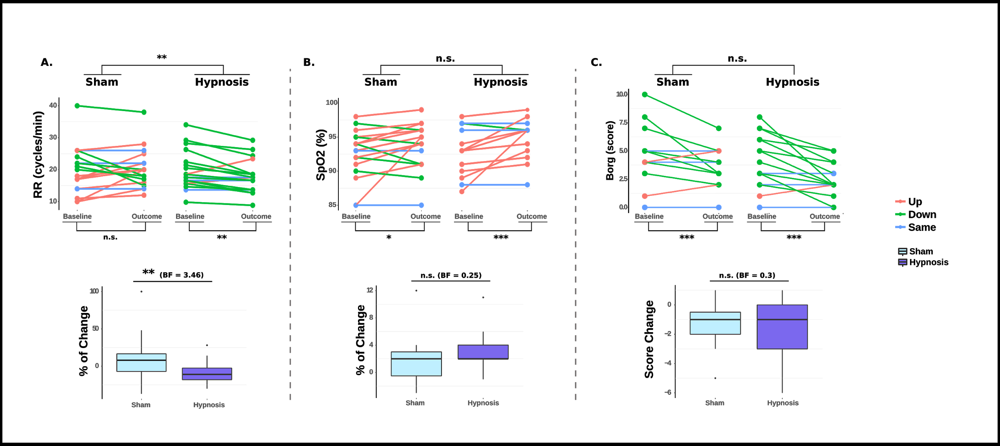 A.
**
Sham
Hypnosis
RR (cycles/min)
40
30
20
10
Baseline
Outcome
Baseline
Outcome
n.s.
**
** (BF = 3.46)
% of Change
100
50
0
Sham
Hypnosis
B.
n.s.
Sham
Hypnosis
SpO2 (%)
100
95
90
85
Baseline
Outcome
Baseline
Outcome
*
***
n.s. (BF = 0.25)
% of Change
12
8
4
0
Sham
Hypnosis
C.
n.s.
Sham
Hypnosis
Borg (score)
10.0
7.5
5.0
2.5
0.0
Baseline
Outcome
Baseline
Outcome
***
***
n.s. (BF = 0.3)
Score Change
0
−2
−4
−6
Sham
Hypnosis
Up
Down
Same
Sham
Hypnosis